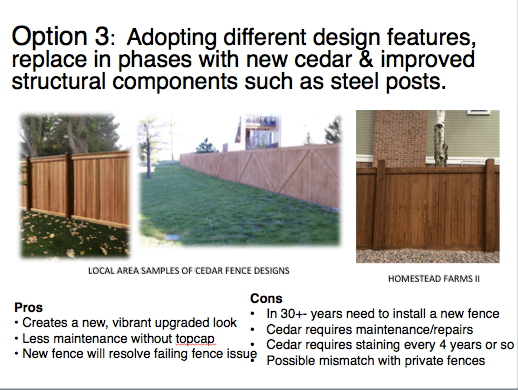 Option 3:  Adopting different design features,
replace in phases with new cedar & improved
structural components such as steel posts.
LOCAL AREA SAMPLES OF CEDAR FENCE DESIGNS
HOMESTEAD FARMS II
Pros
• Creates a new, vibrant upgraded look
• Less maintenance without topcap
• New fence will resolve failing fence issue
Cons
• In 30+- years need to install a new fence
• Cedar requires maintenance/repairs
• Cedar requires staining every 4 years or so
• Possible mismatch with private fences